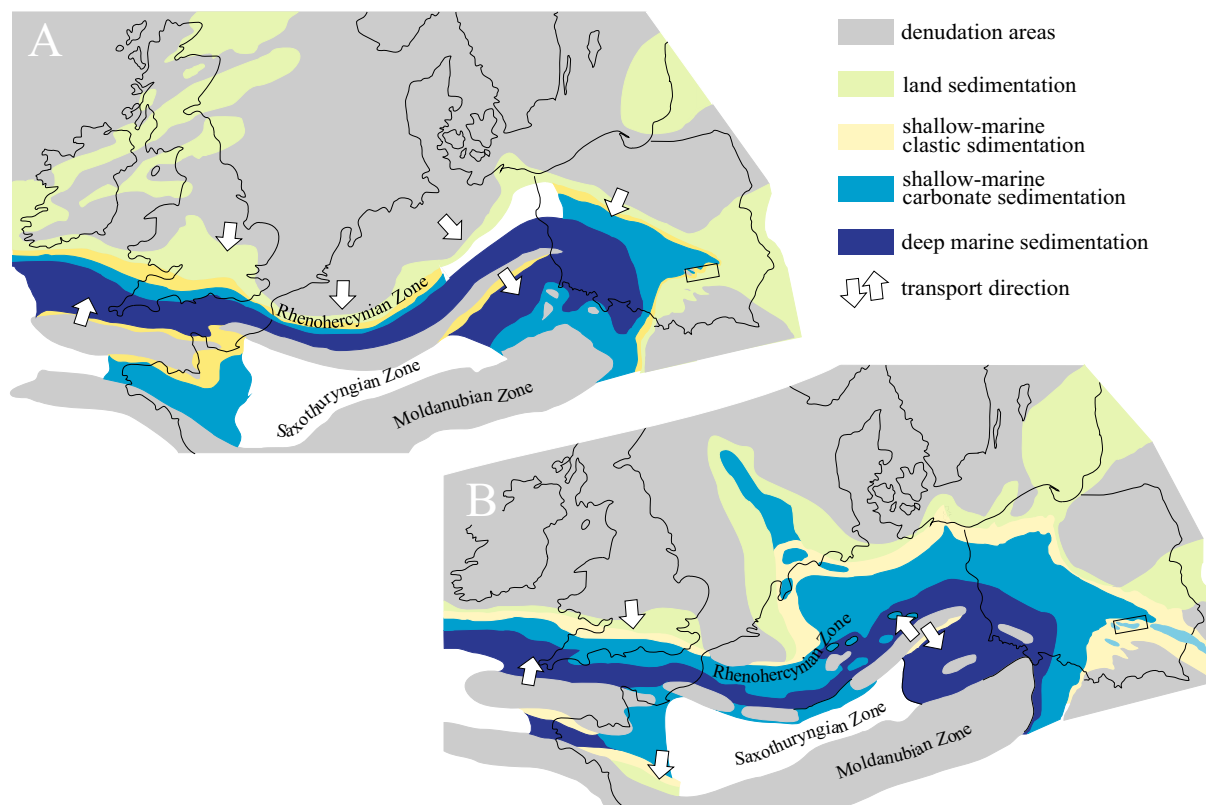 A
denudation areas
land sedimentation
shallow-marine
clastic sdimentation
shallow-marine
carbonate sedimentation
deep marine sedimentation
transport direction
Rhenohercynian Zone
Saxothuryngian Zone
Moldanubian Zone
B
Rhenohercynian Zone
Saxothuryngian Zone
Moldanubian Zone